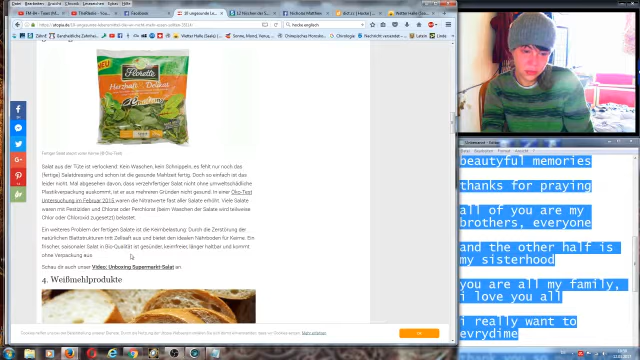 Facebook
hacke englisch
NEU
Florette
Herzhaft Delikat
Salat aus der Tüte ist verlockend: Kein Waschen, kein Schnippeln, es fehlt nur noch das
(fertige) Salatdressing und schon ist die gesunde Mahlzeit fertig. Doch so einfach ist das
leider nicht. Mal abgesehen davon, dass verzehrfertiger Salat nicht ohne umweltschädliche
Plastikverpackung auskommt, ist er aus mehreren Gründen nicht gesund. In einer Öko-Test
Untersuchung im Februar 2015 waren die Nitratwerte fast aller Salate erhöht. Viele Salate
waren mit Pestiziden und Chlorat oder Perchlorat (beim Waschen der Salate wird teilweise
Chlor oder Chloroxid zugesetzt) belastet.
Ein weiteres Problem der fertigen Salate ist die Keimbelastung: Durch die Zerstörung der
natürlichen Blattstrukturen tritt Zellsaft aus und bietet den idealen Nährboden für Keime. Ein
frischer, saisonaler Salat in Bio-Qualität ist gesünder, keimfreier, länger haltbar und kommt
ohne Verpackung aus
Schau dir auch unser Video: Unboxing Supermarkt-Salat an
4. Weißmehlprodukte
beautyful memories
thanks for praying
all of you are my
brothers, everyone
and the other half is
my sisterhood
you are all my family,
i love you all
i really want to
evrydime